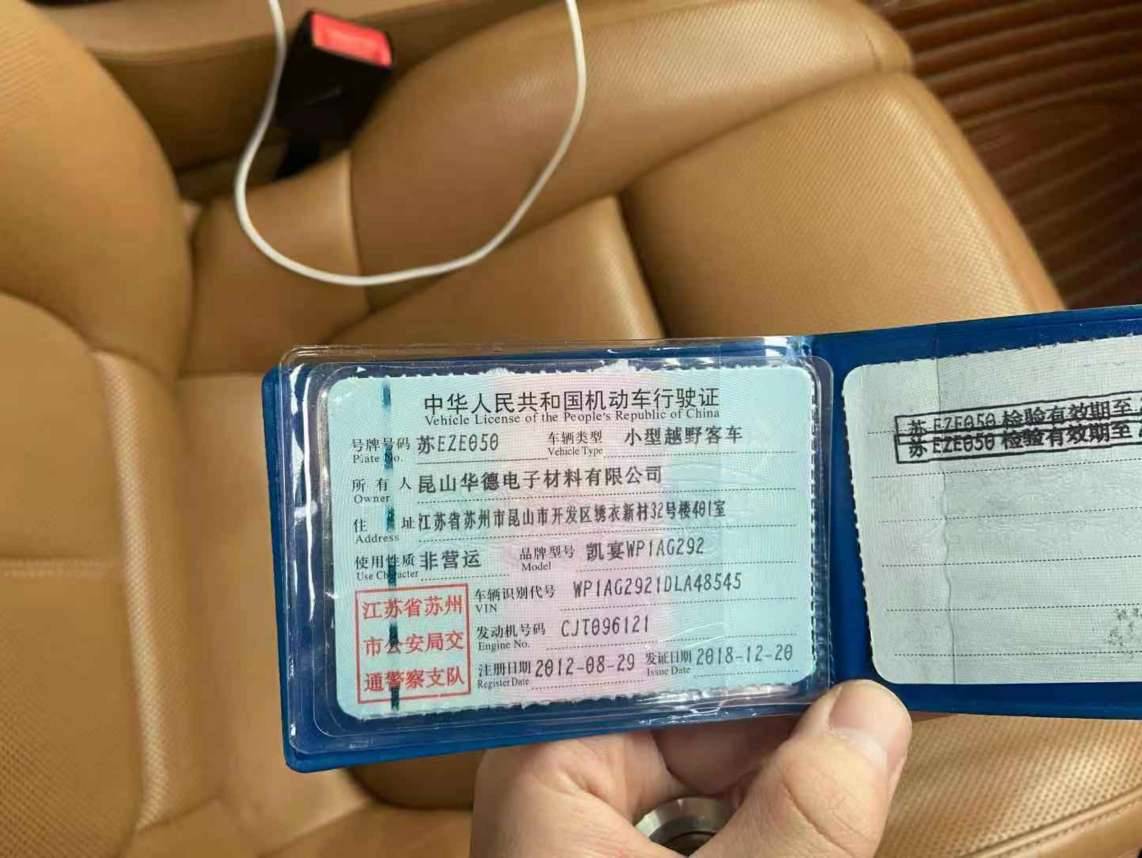 中华人民共和国机动车行驶证
Vehicle License of the People's Republic of China
号牌号码 苏EZE050 车辆类型 小型越野客车
Plate No. Vehicle Type
所有人 昆山华德电子材料有限公司
Owner
住址 江苏省苏州市昆山市开发区绣衣新村32号楼401室
Address
使用性质 非营运 品牌型号 凯宴WP1AG292
Use Character Model
车辆识别代号 WP1AG2921DLA48545
VIN
发动机号码 CJT096121
Engine No.
注册日期 2012-08-29 发证日期 2018-12-20
Register Date Issue Date
江苏省苏州
市公安局交
通警察支队
苏EZE050 检验有效期至
苏EZE050 检验有效期至